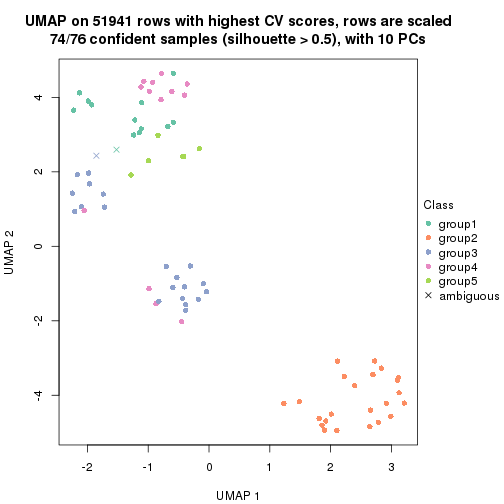 UMAP on 51941 rows with highest CV scores, rows are scaled
74/76 confident samples (silhouette > 0.5), with 10 PCs
4
2
0
-2
-4
UMAP 2
-2
-1
0
1
2
3
UMAP 1
Class
group1
group2
group3
group4
group5
ambiguous